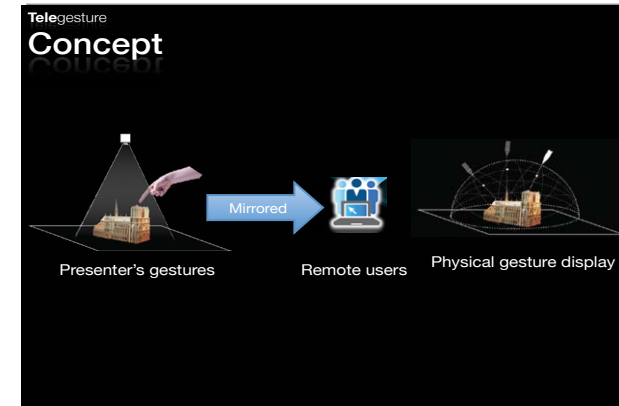 Telegesture
Concept
Mirrored
Presenter's gestures
Remote users
Physical gesture display